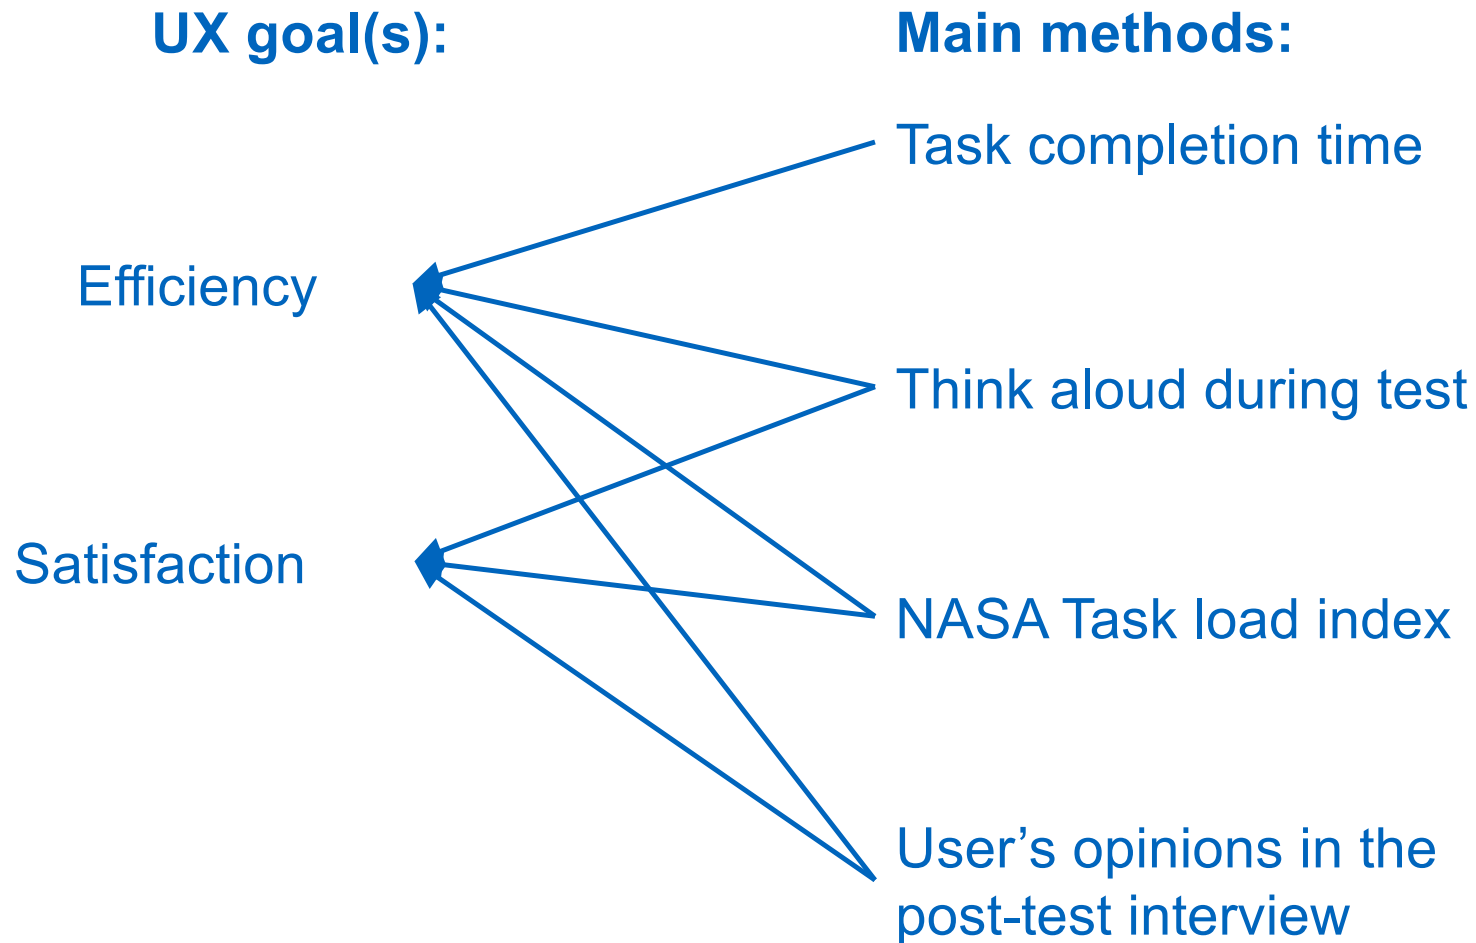 UX goal(s):
Main methods:
Task completion time
Efficiency
Think aloud during test
Satisfaction
NASA Task load index
User’s opinions in the
post-test interview